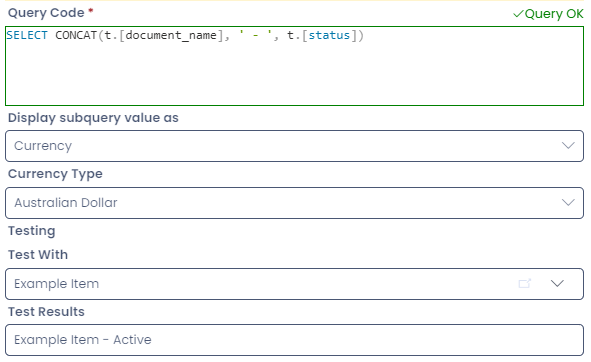 Query Code *
Query OK
SELECT CONCAT(t.[document_name], ' - ', t.[status])
Display subquery value as
Currency
Currency Type
Australian Dollar
Testing
Test With
Example Item
Test Results
Example Item - Active